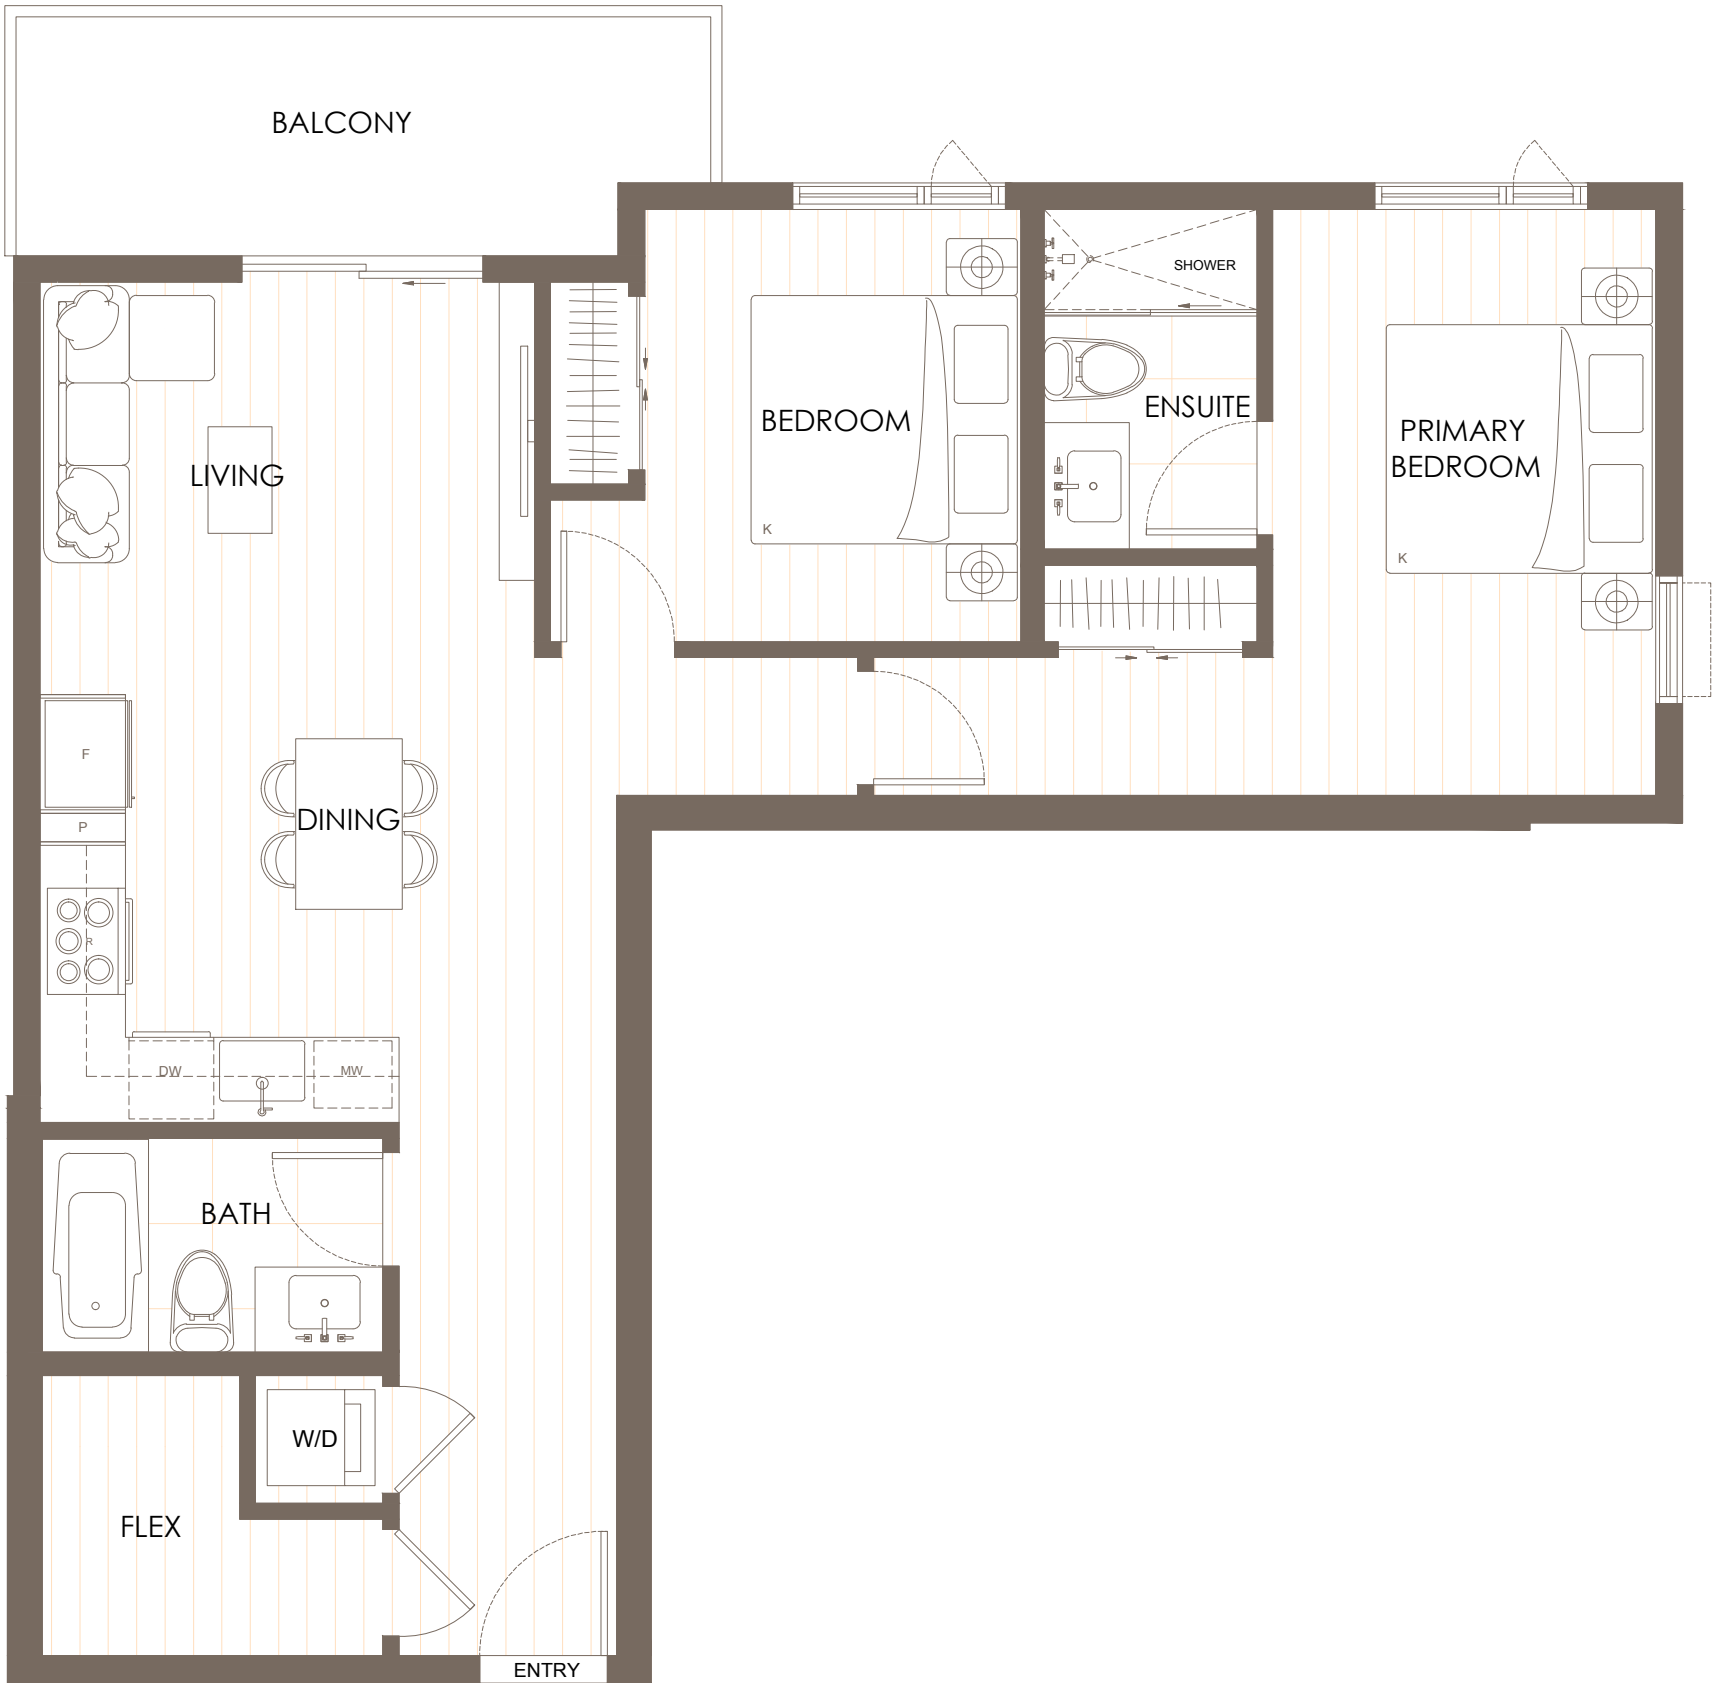 BALCONY
SHOWER
ENSUITE
BEDROOM
PRIMARY
BEDROOM
LIVING
K
K
F
P
DINING
R
DW
MW
BATH
W/D
FLEX
ENTRY